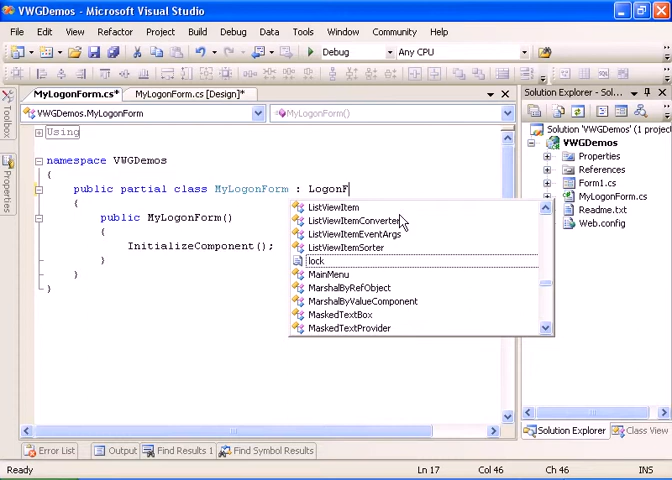 VWGDemos - Microsoft Visual Studio
File Edit View Refactor Project Build Debug Data Tools Window Community Help
Debug Any CPU
MyLogonForm.cs* MyLogonForm.cs [Design]*
VWGDemos.MyLogonForm MyLogonForm()
Toolbox
Properties
Using
namespace VWGDemos
{
public partial class MyLogonForm : LogonF
{
public MyLogonForm()
{
InitializeComponent();
}
}
}
ListViewItem
ListViewItemConverter
ListViewItemEventArgs
ListViewItemSorter
lock
MainMenu
MarshalByRefObject
MarshalByValueComponent
MaskedTextBox
MaskedTextProvider
Solution Explorer - Sol...
Solution 'VWGDemos' (1 project
VWGDemos
Properties
References
Form1.cs
MyLogonForm.cs
Readme.txt
Web.config
Solution Explorer Class View
Error List Output Find Results 1 Find Symbol Results
Ready Ln 17 Col 46 Ch 46 INS